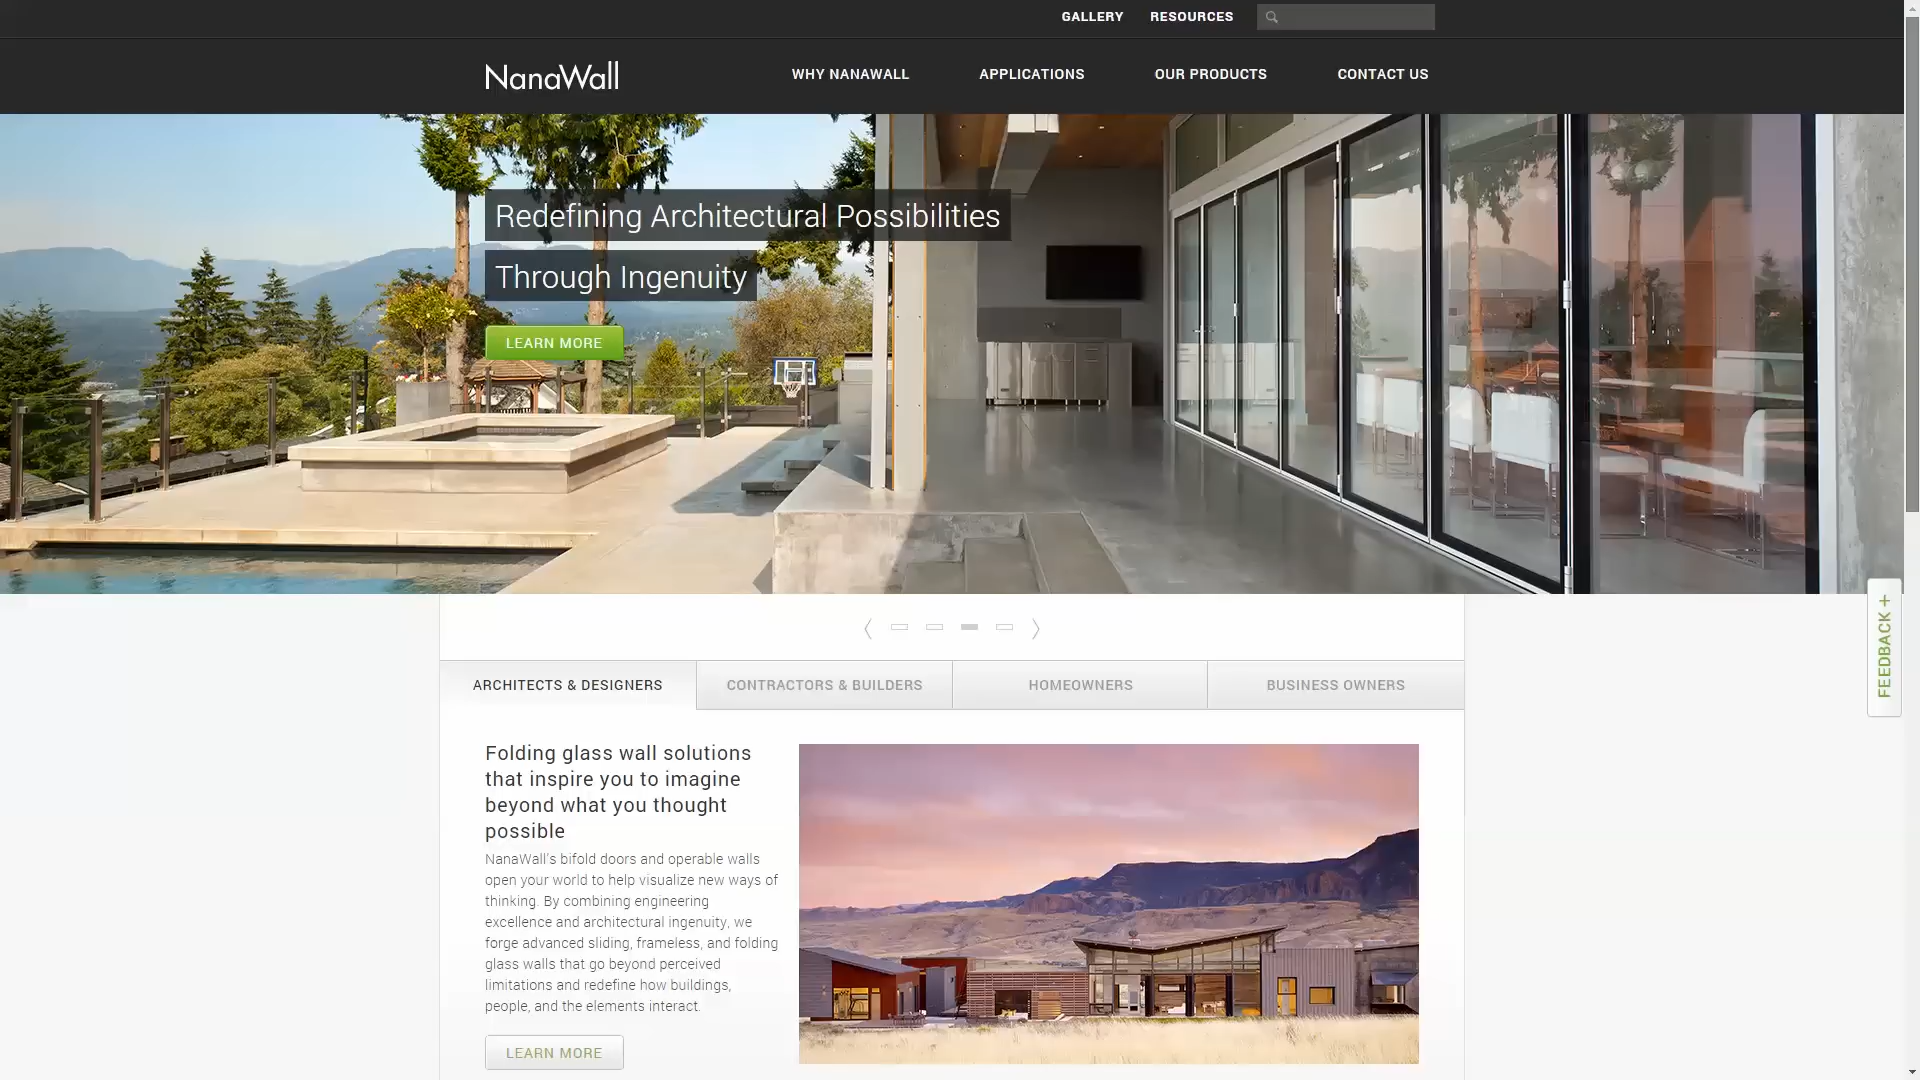 GALLERY RESOURCES
NanaWall WHY NANAWALL APPLICATIONS OUR PRODUCTS CONTACT US
Redefining Architectural Possibilities
Through Ingenuity
LEARN MORE
FEEDBACK +
ARCHITECTS & DESIGNERS CONTRACTORS & BUILDERS HOMEOWNERS BUSINESS OWNERS
Folding glass wall solutions
that inspire you to imagine
beyond what you thought
possible
NanaWall's bifold doors and operable walls
open your world to help visualize new ways of
thinking. By combining engineering
excellence and architectural ingenuity, we
forge advanced sliding, frameless, and folding
glass walls that go beyond perceived
limitations and redefine how buildings,
people, and the elements interact.
LEARN MORE